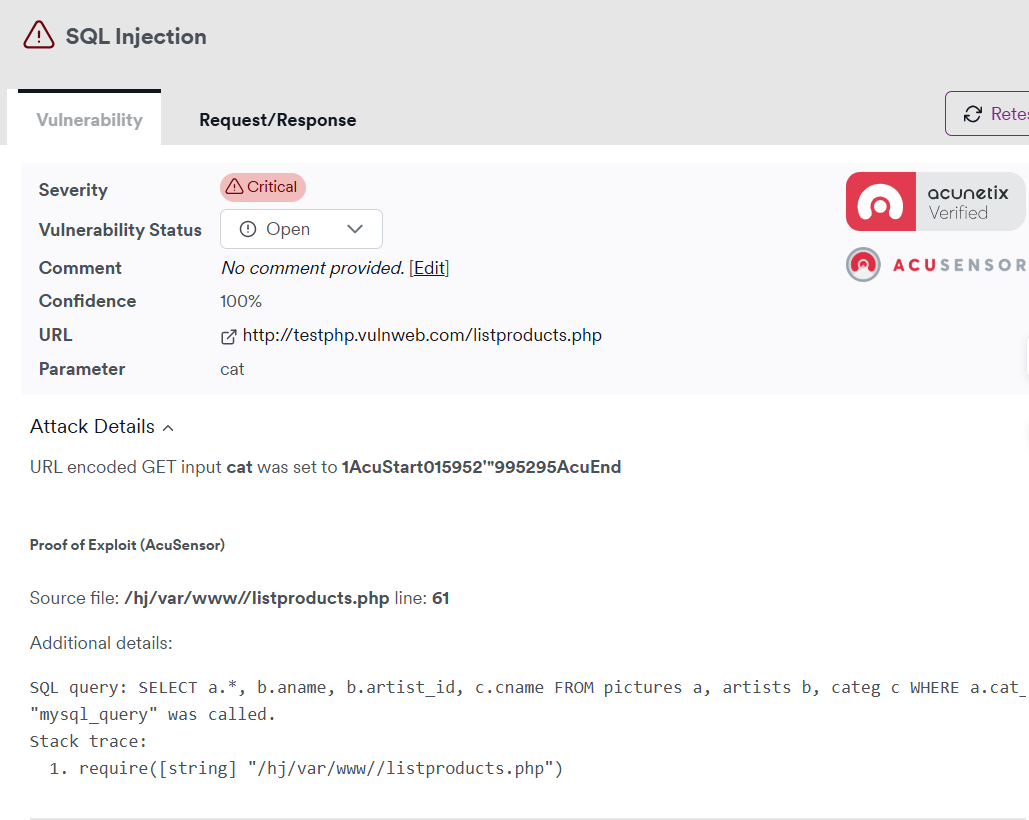 SQL Injection
Vulnerability
Request/Response
Severity
Critical
acunetix
Verified
Vulnerability Status
Open
Comment
No comment provided. [Edit]
ACUSENSOR
Confidence
100%
URL
http://testphp.vulnweb.com/listproducts.php
Parameter
cat
Attack Details
URL encoded GET input cat was set to 1AcuStart015952'"995295AcuEnd
Proof of Exploit (AcuSensor)
Source file: /hj/var/www//listproducts.php line: 61
Additional details:
SQL query: SELECT a.*, b.aname, b.artist_id, c.cname FROM pictures a, artists b, categ c WHERE a.cat_
"mysql_query" was called.
Stack trace:
1. require([string] "/hj/var/www//listproducts.php")